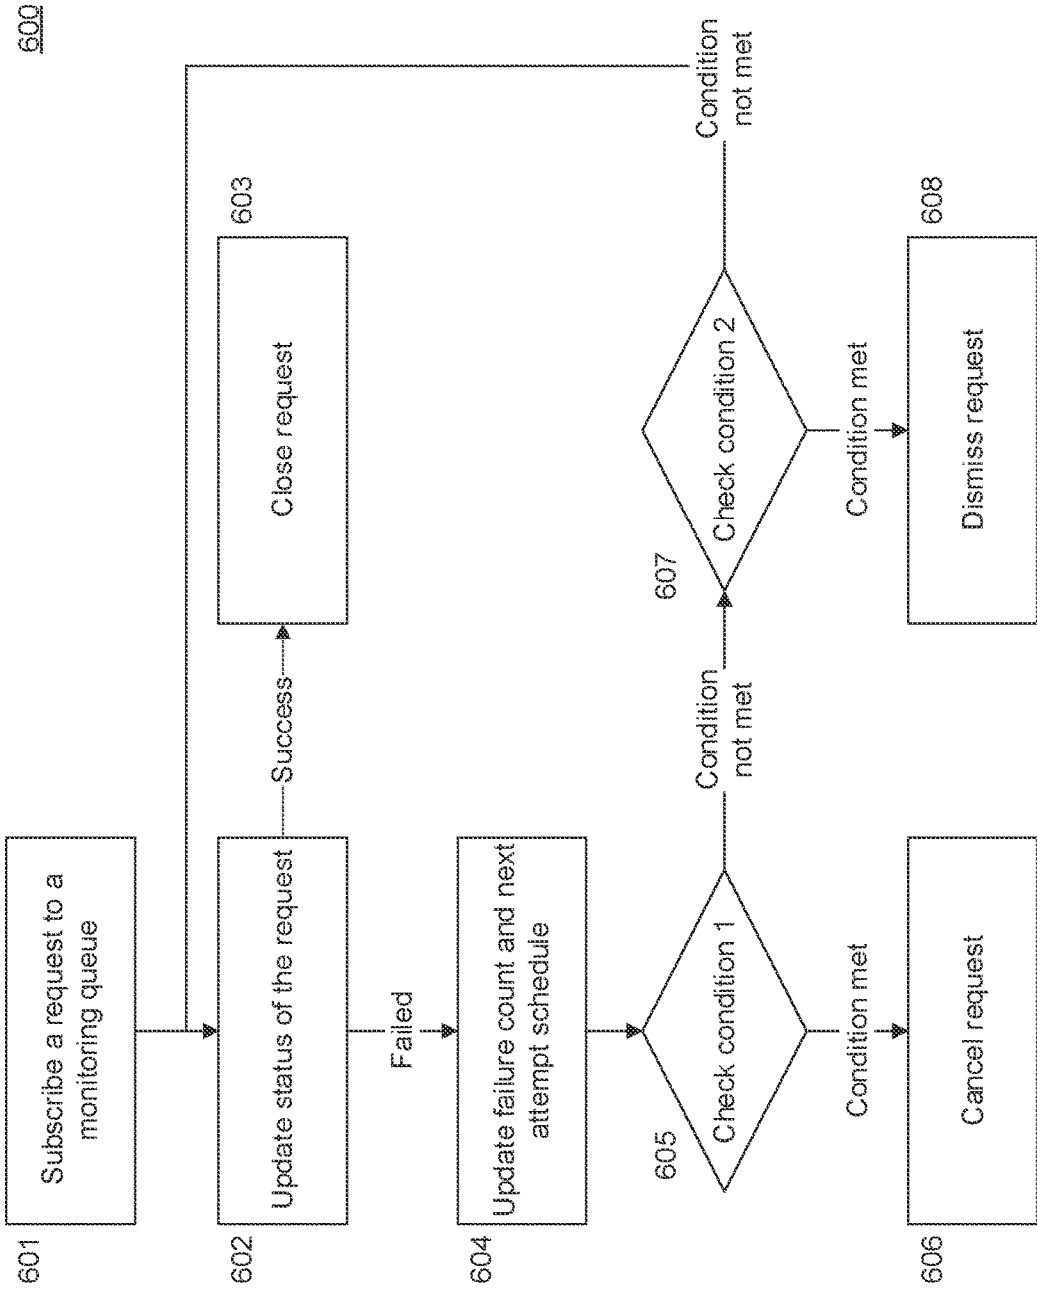 600
601
Subscribe a request to a
monitoring queue
602
Update status of the request
Success
603
Close request
Failed
604
Update failure count and next
attempt schedule
605
Check condition 1
Condition
not met
607
Check condition 2
Condition
not met
Condition met
Condition met
606
Cancel request
608
Dismiss request